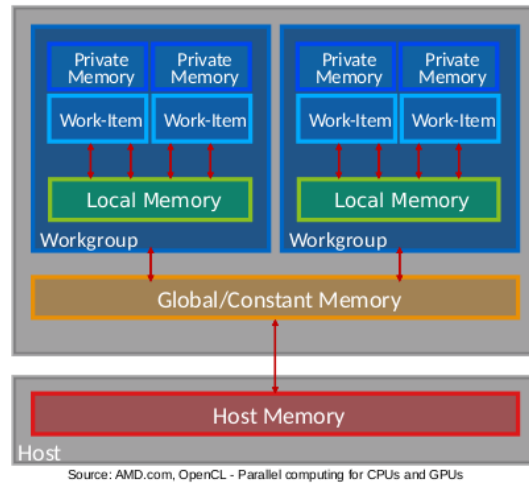 Private Memory
Private Memory
Private Memory
Private Memory
Work-Item
Work-Item
Work-Item
Work-Item
Local Memory
Local Memory
Workgroup
Workgroup
Global/Constant Memory
Host Memory
Host
Source: AMD.com, OpenCL - Parallel computing for CPUs and GPUs